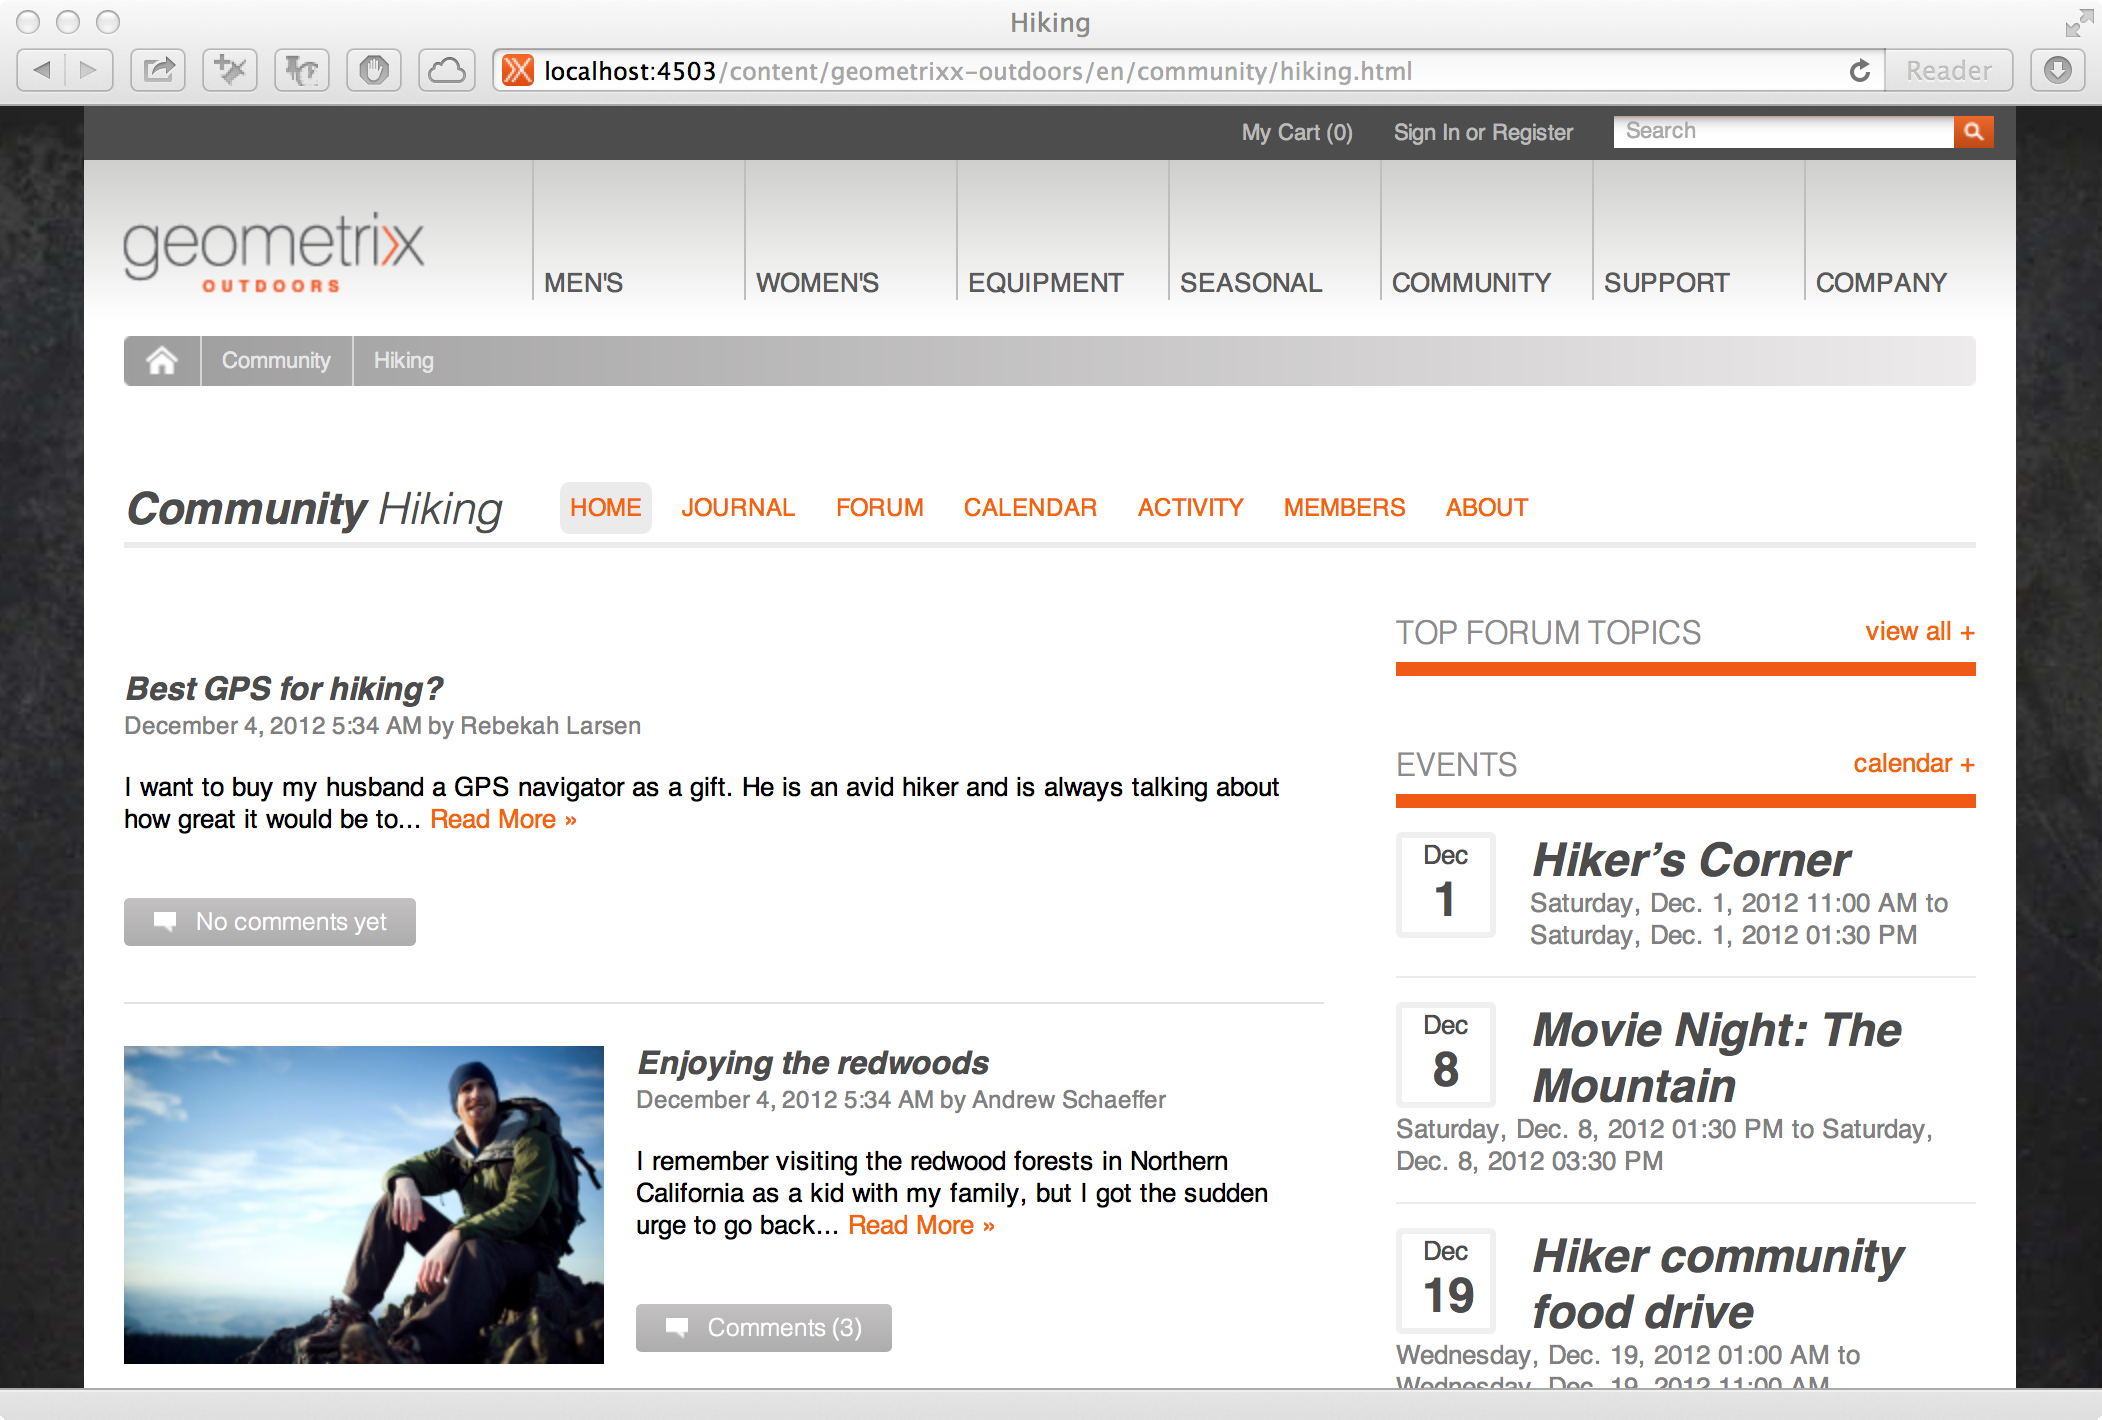 Hiking
localhost:4503/content/geometrixx-outdoors/en/community/hiking.html
Reader
My Cart (0)
Sign In or Register
Search
geometrixx
OUTDOORS
MEN'S
WOMEN'S
EQUIPMENT
SEASONAL
COMMUNITY
SUPPORT
COMPANY
Community
Hiking
Community Hiking
HOME
JOURNAL
FORUM
CALENDAR
ACTIVITY
MEMBERS
ABOUT
Best GPS for hiking?
December 4, 2012 5:34 AM by Rebekah Larsen
I want to buy my husband a GPS navigator as a gift. He is an avid hiker and is always talking about
how great it would be to... Read More »
No comments yet
Enjoying the redwoods
December 4, 2012 5:34 AM by Andrew Schaeffer
I remember visiting the redwood forests in Northern
California as a kid with my family, but I got the sudden
urge to go back... Read More »
Comments (3)
TOP FORUM TOPICS
view all +
EVENTS
calendar +
Dec
1
Hiker’s Corner
Saturday, Dec. 1, 2012 11:00 AM to
Saturday, Dec. 1, 2012 01:30 PM
Dec
8
Movie Night: The
Mountain
Saturday, Dec. 8, 2012 01:30 PM to Saturday,
Dec. 8, 2012 03:30 PM
Dec
19
Hiker community
food drive
Wednesday, Dec. 19, 2012 01:00 AM to
Wednesday, Dec. 19, 2012 11:00 AM